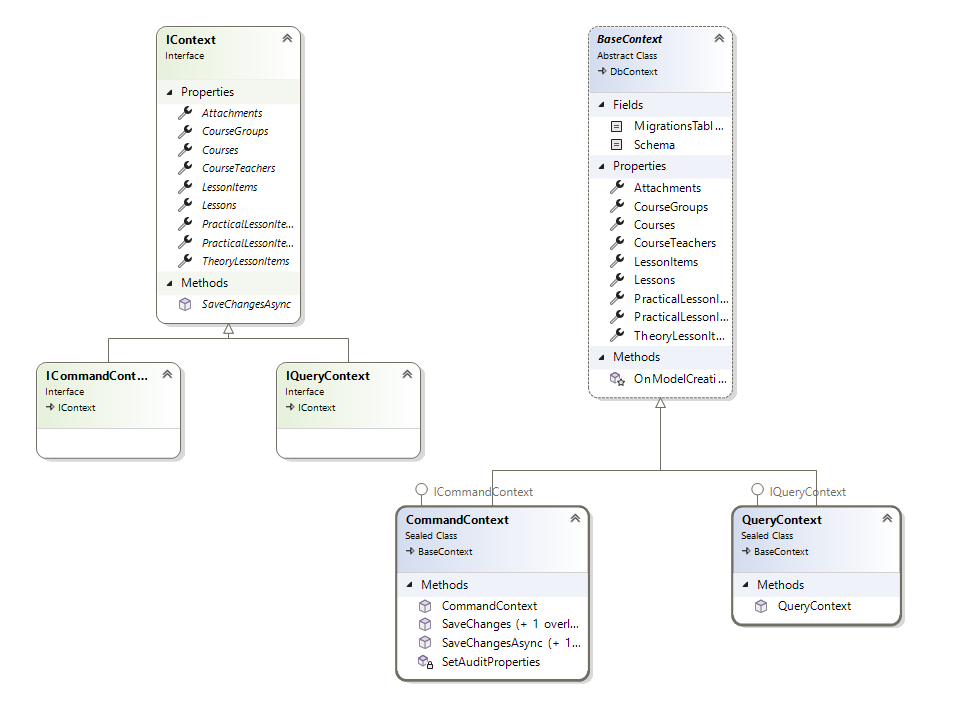 IContext
Interface
Properties
Attachments
CourseGroups
Courses
CourseTeachers
LessonItems
Lessons
PracticalLessonIte...
PracticalLessonIte...
TheoryLessonItems
Methods
SaveChangesAsync
ICommandCont...
Interface
IContext
IQueryContext
Interface
IContext
BaseContext
Abstract Class
DbContext
Fields
MigrationsTabl...
Schema
Properties
Attachments
CourseGroups
Courses
CourseTeachers
LessonItems
Lessons
PracticalLessonI...
PracticalLessonI...
TheoryLessonIt...
Methods
OnModelCreati...
ICommandContext
CommandContext
Sealed Class
BaseContext
Methods
CommandContext
SaveChanges (+ 1 overl...
SaveChangesAsync (+ 1...
SetAuditProperties
IQueryContext
QueryContext
Sealed Class
BaseContext
Methods
QueryContext